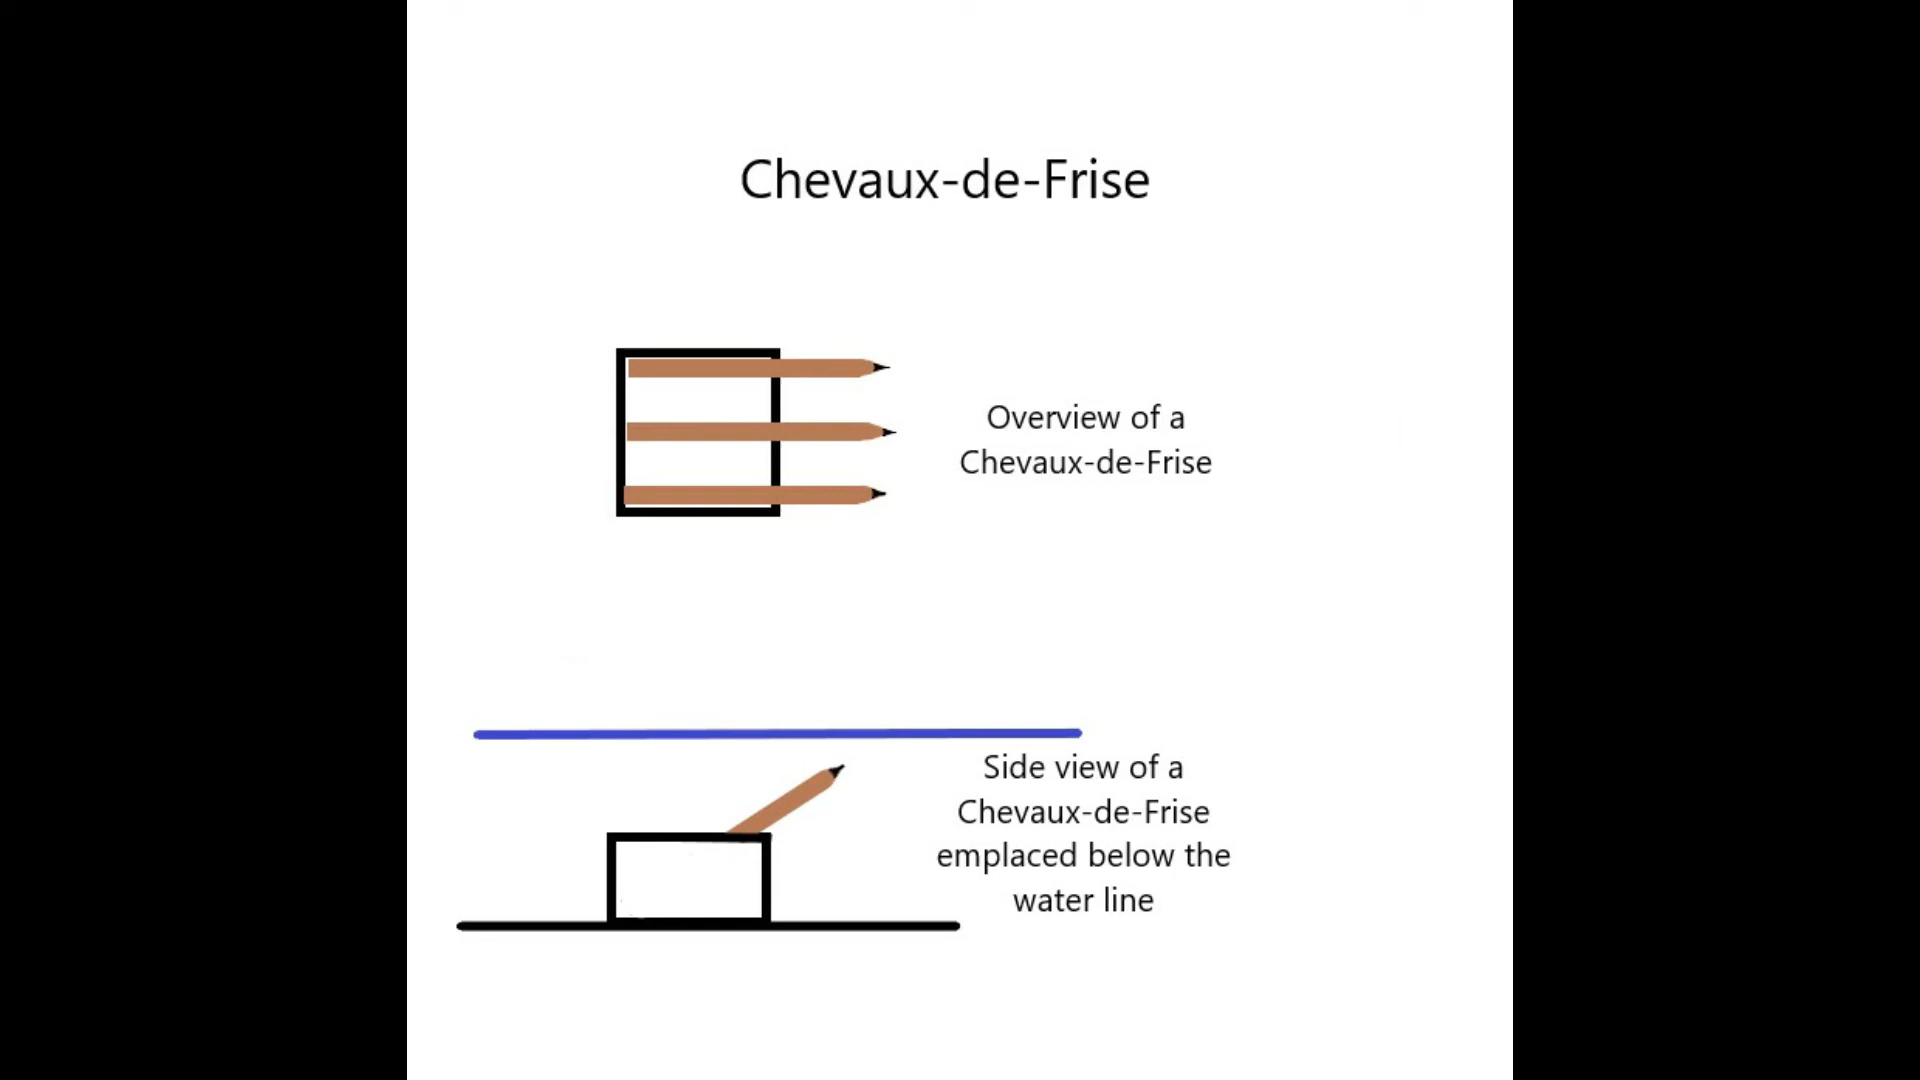 Chevaux-de-Frise
Overview of a
Chevaux-de-Frise
Side view of a
Chevaux-de-Frise
emplaced below the
water line